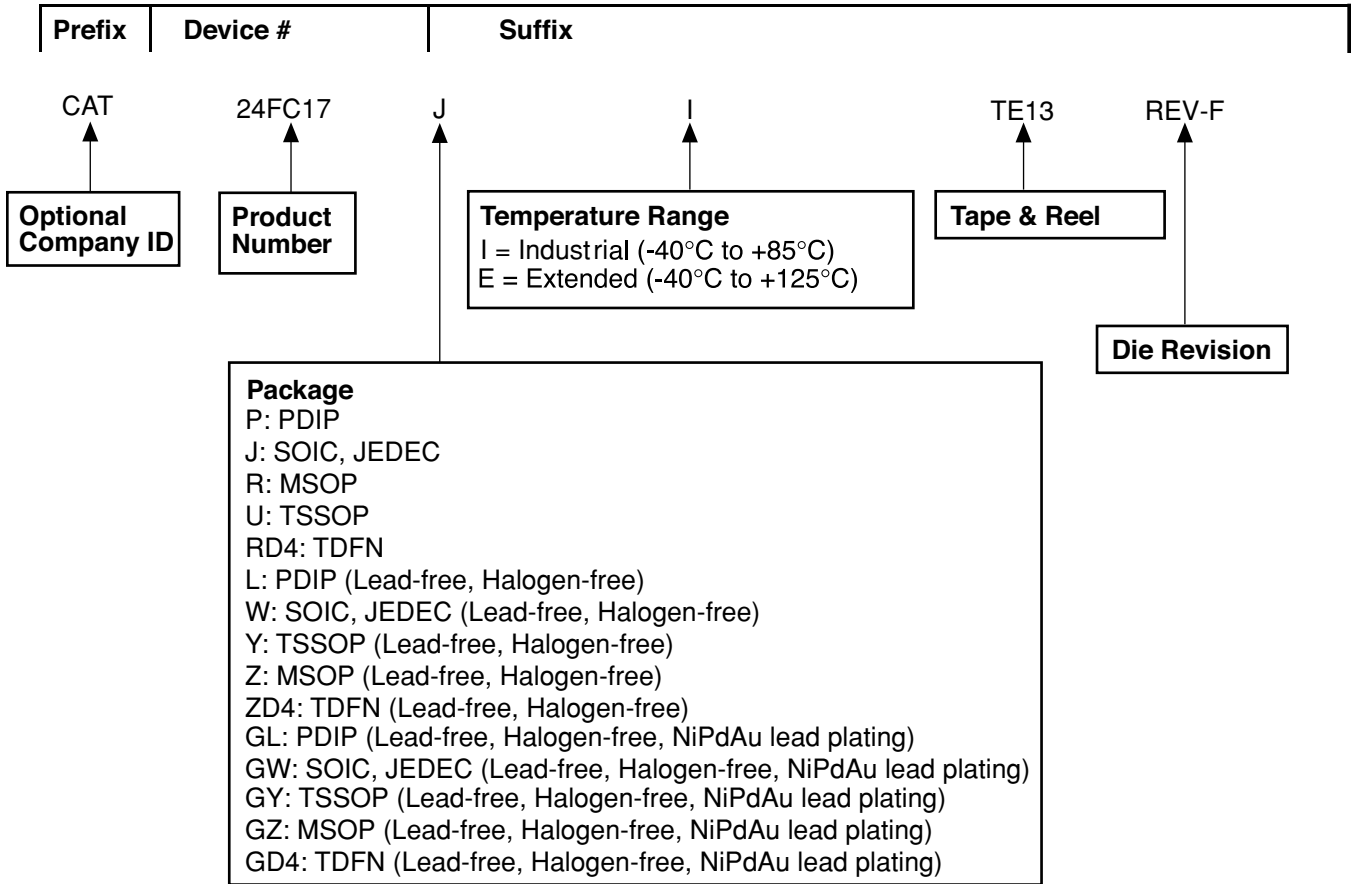 Prefix Device # Suffix
CAT 24FC17 J I TE13 REV-F
Optional
Company ID
Product
Number
Temperature Range
I = Industrial (-40°C to +85°C)
E = Extended (-40°C to +125°C)
Tape & Reel
Die Revision
Package
P: PDIP
J: SOIC, JEDEC
R: MSOP
U: TSSOP
RD4: TDFN
L: PDIP (Lead-free, Halogen-free)
W: SOIC, JEDEC (Lead-free, Halogen-free)
Y: TSSOP (Lead-free, Halogen-free)
Z: MSOP (Lead-free, Halogen-free)
ZD4: TDFN (Lead-free, Halogen-free)
GL: PDIP (Lead-free, Halogen-free, NiPdAu lead plating)
GW: SOIC, JEDEC (Lead-free, Halogen-free, NiPdAu lead plating)
GY: TSSOP (Lead-free, Halogen-free, NiPdAu lead plating)
GZ: MSOP (Lead-free, Halogen-free, NiPdAu lead plating)
GD4: TDFN (Lead-free, Halogen-free, NiPdAu lead plating)